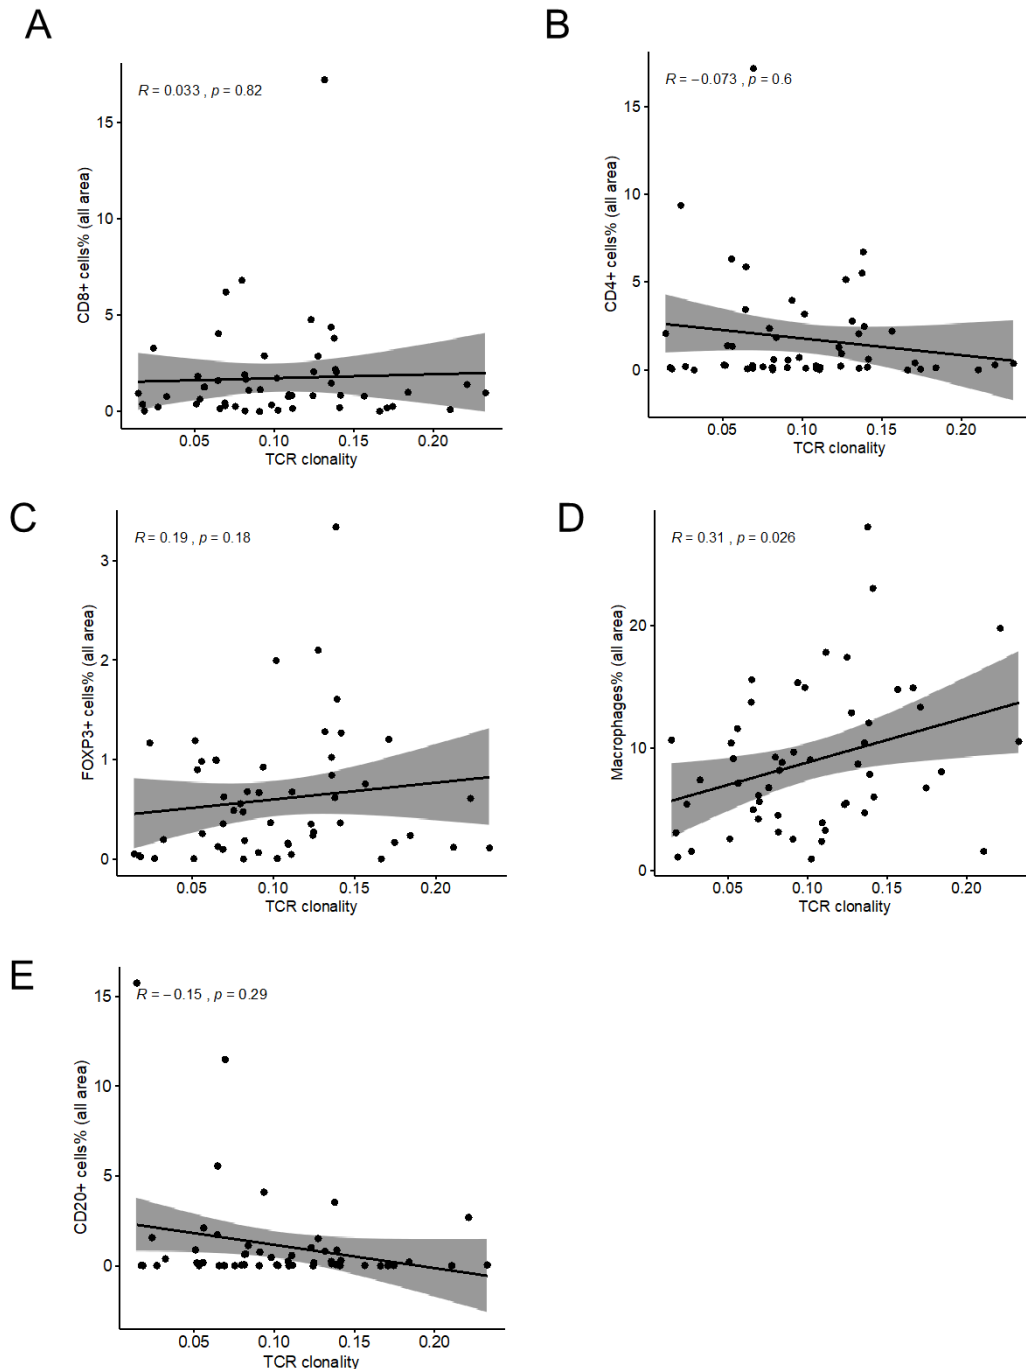 A
R = 0.033 , p = 0.82
CD8+ cells% (all area)
15
10
5
0
0.05 0.10 0.15 0.20
TCR clonality
B
R = −0.073 , p = 0.6
CD4+ cells% (all area)
15
10
5
0
0.05 0.10 0.15 0.20
TCR clonality
C
R = 0.19 , p = 0.18
FOXP3+ cells% (all area)
3
2
1
0
0.05 0.10 0.15 0.20
TCR clonality
D
R = 0.31 , p = 0.026
Macrophages% (all area)
20
10
0
0.05 0.10 0.15 0.20
TCR clonality
E
R = −0.15 , p = 0.29
CD20+ cells% (all area)
15
10
5
0
0.05 0.10 0.15 0.20
TCR clonality